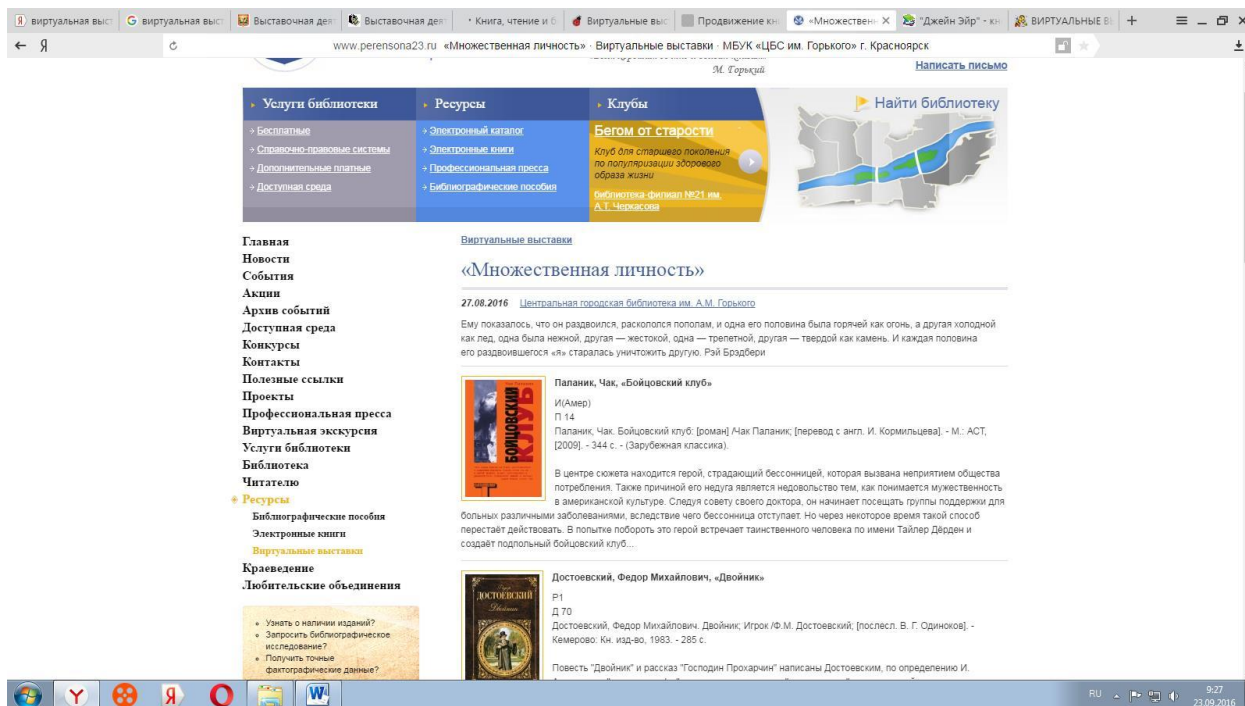 виртуальная выст
виртуальная выст
Выставочная дея
Выставочная дея
Книга, чтение и б
Виртуальные выс
Продвижение кн
«Множествен
"Джейн Эйр" - кн
ВИРТУАЛЬНЫЕ В
www.perensona23.ru «Множественная личность» · Виртуальные выставки · МБУК «ЦБС им. Горького» г. Красноярск
М. Горький
Написать письмо
Услуги библиотеки
Бесплатные
Справочно-правовые системы
Дополнительные платные
Доступная среда
Ресурсы
Электронный каталог
Электронные книги
Профессиональная пресса
Библиографические пособия
Клубы
Бегом от старости
Клуб для старшего поколения
по популяризации здорового
образа жизни
библиотека-филиал №21 им.
А.Т. Черкасова
Найти библиотеку
Главная
Новости
События
Акции
Архив событий
Доступная среда
Конкурсы
Контакты
Полезные ссылки
Проекты
Профессиональная пресса
Виртуальная экскурсия
Услуги библиотеки
Библиотека
Читателю
Ресурсы
Библиографические пособия
Электронные книги
Виртуальные выставки
Краеведение
Любительские объединения
Узнать о наличии изданий?
Запросить библиографическое
исследование?
Получить точные
фактографические данные?
Виртуальные выставки
«Множественная личность»
27.08.2016 Центральная городская библиотека им. А.М. Горького
Ему показалось, что он раздвоился, раскололся пополам, и одна его половина была горячей как огонь, а другая холодной
как лед, одна была нежной, другая — жестокой, одна — трепетной, другая — твердой как камень. И каждая половина
его раздвоившегося «я» старалась уничтожить другую. Рэй Брэдбери
БОЙЦОВСКИЙ
КЛУБ
Паланик, Чак, «Бойцовский клуб»
И(Амер)
П 14
Паланик, Чак. Бойцовский клуб: [роман] /Чак Паланик; [перевод с англ. И. Кормильцева]. - М.: АСТ,
[2009]. - 344 с. - (Зарубежная классика).
В центре сюжета находится герой, страдающий бессонницей, которая вызвана неприятием общества
потребления. Также причиной его недуга является недовольство тем, как понимается мужественность
в американской культуре. Следуя совету своего доктора, он начинает посещать группы поддержки для
больных различными заболеваниями, вследствие чего бессонница отступает. Но через некоторое время такой способ
перестаёт действовать. В попытке побороть это герой встречает таинственного человека по имени Тайлер Дёрден и
создаёт подпольный бойцовский клуб...
ДОСТОЕВСКИЙ
Двойник
Достоевский, Федор Михайлович, «Двойник»
Р1
Д 70
Достоевский, Федор Михайлович. Двойник; Игрок /Ф.М. Достоевский; [послесл. В. Г. Одиноков]. -
Кемерово: Кн. изд-во, 1983. - 285 с.
Повесть "Двойник" и рассказ "Господин Прохарчин" написаны Достоевским, по определению И.
RU
9:27
23.09.2016